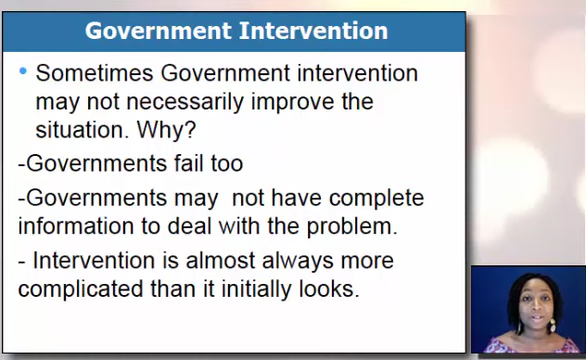 Government Intervention
• Sometimes Government intervention
may not necessarily improve the
situation. Why?
-Governments fail too
-Governments may  not have complete
information to deal with the problem.
- Intervention is almost always more
complicated than it initially looks.